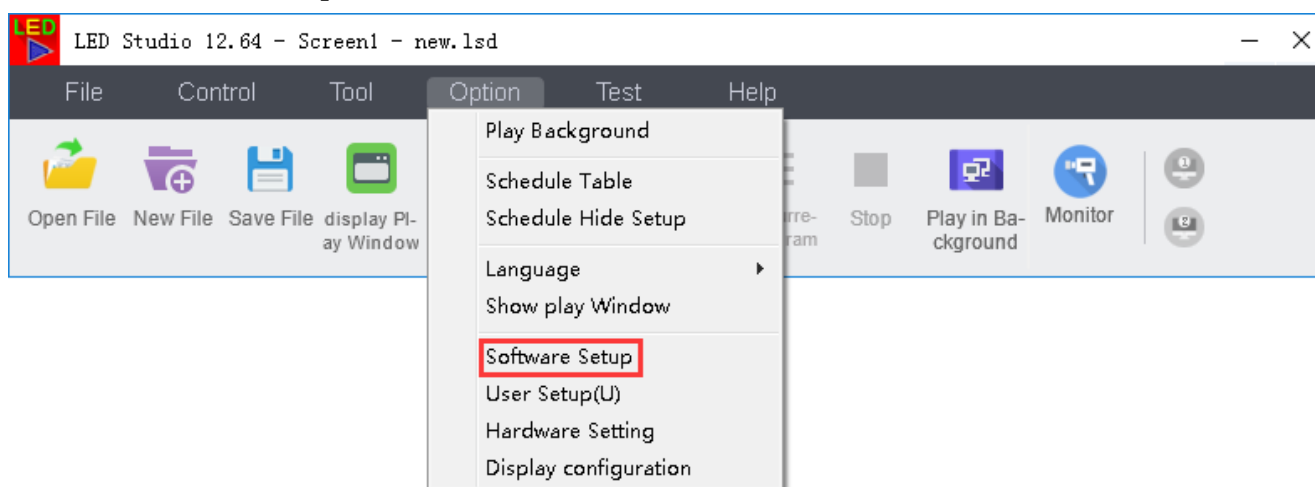 LED
LED Studio 12.64 - Screen1 - new.lsd
File Control Tool Option Test Help
Play Background
Schedule Table
Schedule Hide Setup
Language
Show play Window
Software Setup
User Setup(U)
Hardware Setting
Display configuration
Open File
New File
Save File
display Pl-
ay Window
Stop
Play in Ba-
ckground
Monitor
1
2